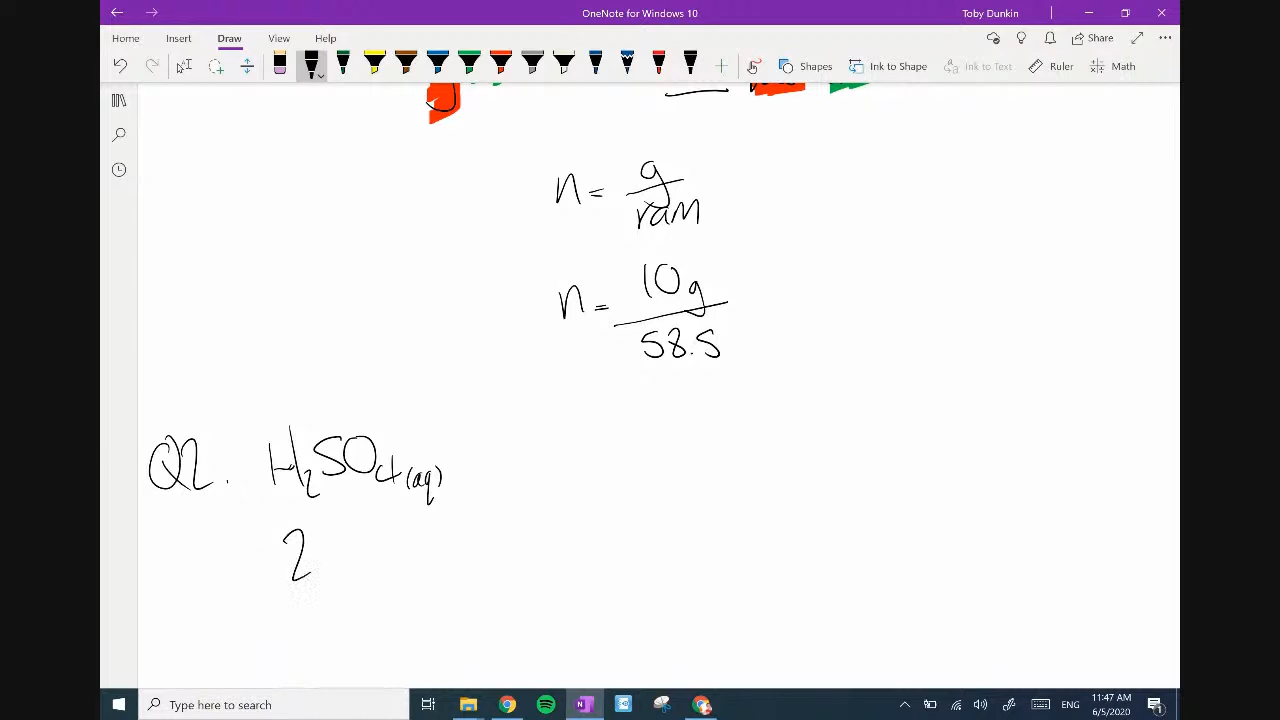 OneNote for Windows 10
Toby Dunkin
Home Insert Draw View Help
Share
Shapes Ink to Shape Ink to Text Ruler Math
n = g / ram
n = 10g / 58.5
Q2. H2SO4(aq)
2
Type here to search
ENG
11:47 AM
6/5/2020